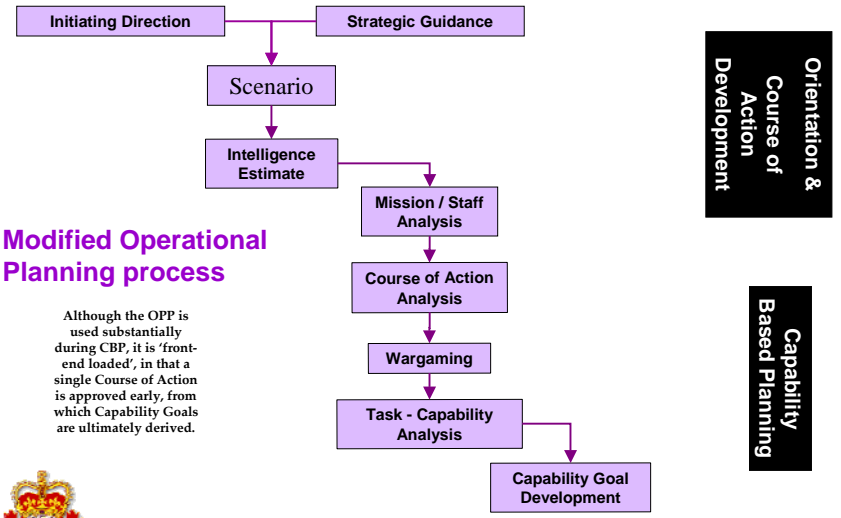 Initiating Direction
Strategic Guidance
Scenario
Intelligence
Estimate
Mission / Staff
Analysis
Modified Operational
Planning process
Course of Action
Analysis
Although the OPP is
used substantially
during CBP, it is ‘front-
end loaded’, in that a
single Course of Action
is approved early, from
which Capability Goals
are ultimately derived.
Wargaming
Task - Capability
Analysis
Capability Goal
Development
Orientation &
Course of
Action
Development
Capability
Based Planning